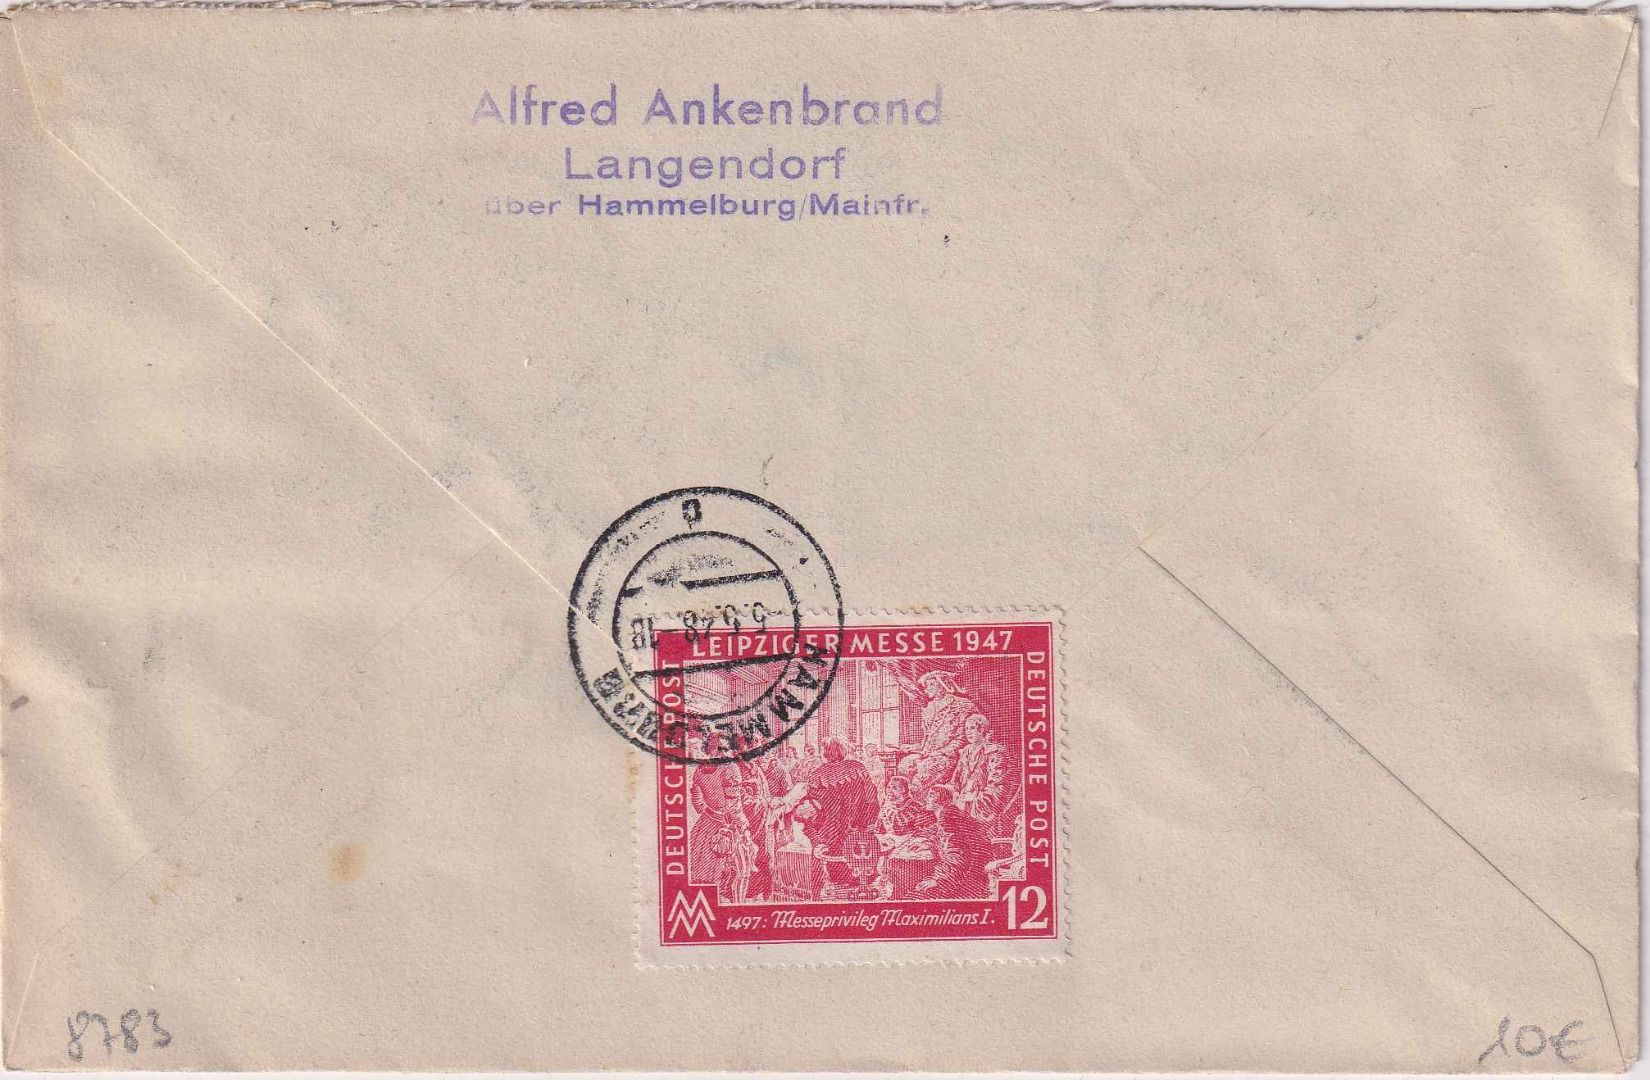 Alfred Ankenbrand
Langendorf
über Hammelburg/Mainfr.
HAMMELBURG
LEIPZIGER MESSE 1947
DEUTSCHE POST
DEUTSCHE POST
1497: Messeprivileg Maximilians I.
12
8783
10€